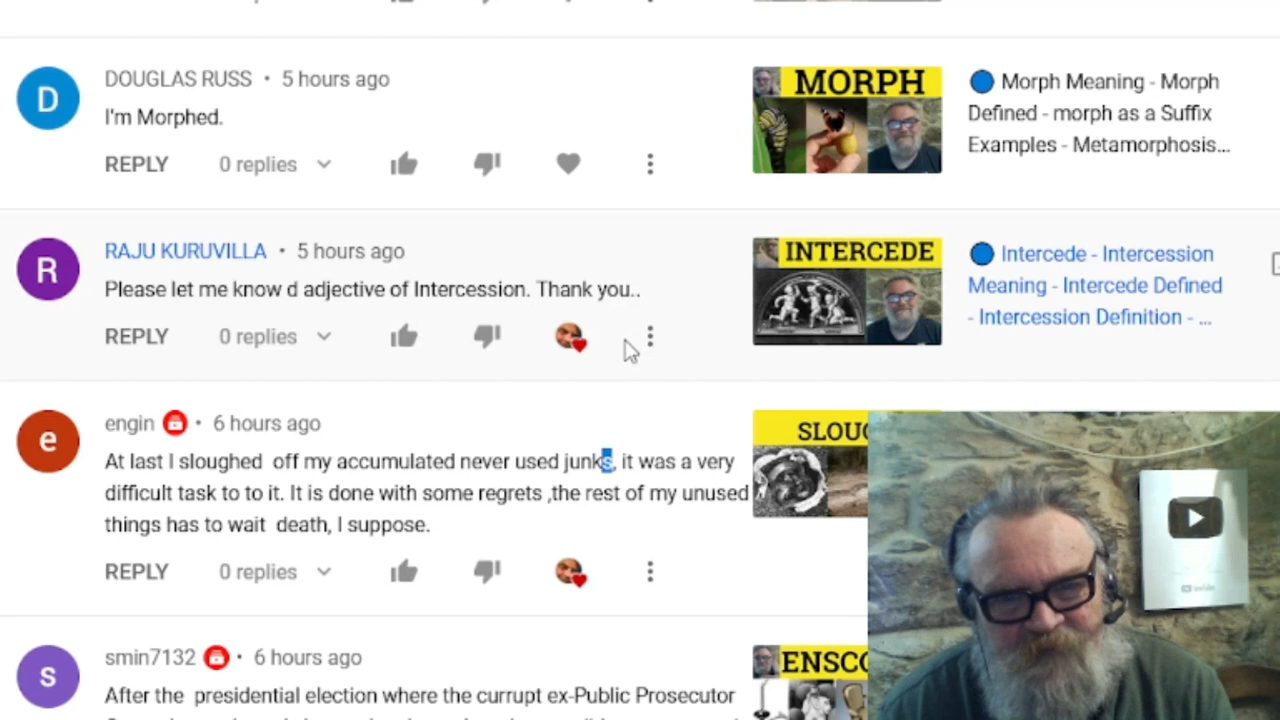 DOUGLAS RUSS • 5 hours ago
I'm Morphed.
REPLY 0 replies
MORPH
Morph Meaning - Morph
Defined - morph as a Suffix
Examples - Metamorphosis...
D
RAJU KURUVILLA • 5 hours ago
Please let me know d adjective of Intercession. Thank you..
REPLY 0 replies
INTERCEDE
Intercede - Intercession
Meaning - Intercede Defined
- Intercession Definition - ...
R
engin • 6 hours ago
At last I sloughed off my accumulated never used junks, it was a very
difficult task to to it. It is done with some regrets ,the rest of my unused
things has to wait death, I suppose.
REPLY 0 replies
SLOU
e
smin7132 • 6 hours ago
After the presidential election where the currupt ex-Public Prosecutor
ENSCO
s